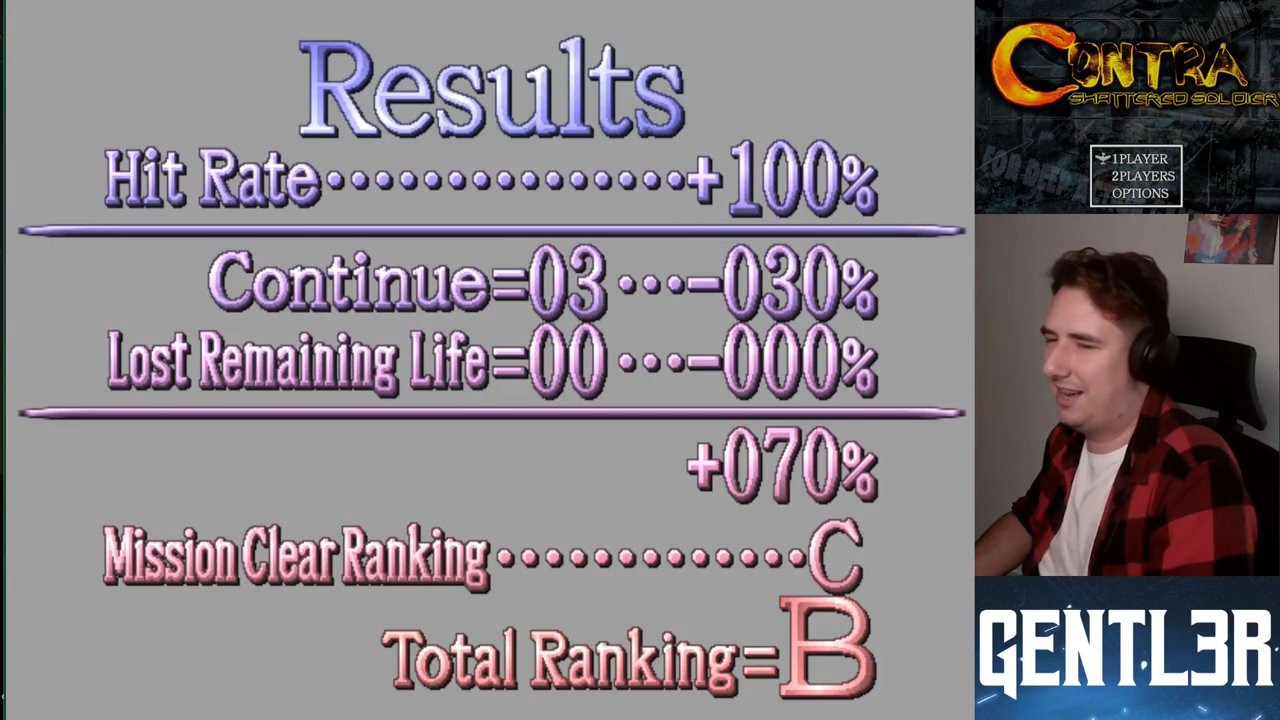 Results
Hit Rate················+100%
Continue=03···-030%
Lost Remaining Life=00···-000%
+070%
Mission Clear Ranking·············C
Total Ranking=B
CONTRA
SHATTERED SOLDIER
1PLAYER
2PLAYERS
OPTIONS
GENTL3R